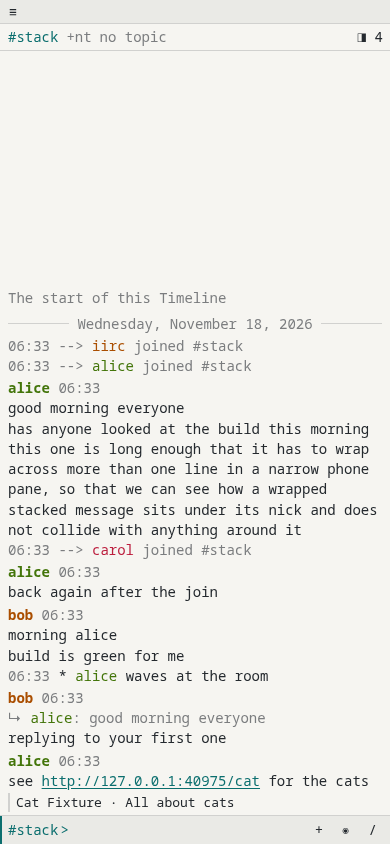 ≡
#stack +nt no topic ◨ 4
The start of this Timeline
Wednesday, November 18, 2026
06:33 --> iirc joined #stack
06:33 --> alice joined #stack
alice 06:33
good morning everyone
has anyone looked at the build this morning
this one is long enough that it has to wrap
across more than one line in a narrow phone
pane, so that we can see how a wrapped
stacked message sits under its nick and does
not collide with anything around it
06:33 --> carol joined #stack
alice 06:33
back again after the join
bob 06:33
morning alice
build is green for me
06:33 * alice waves at the room
bob 06:33
↳ alice: good morning everyone
replying to your first one
alice 06:33
see http://127.0.0.1:40975/cat for the cats
Cat Fixture · All about cats
#stack> + ◉ /